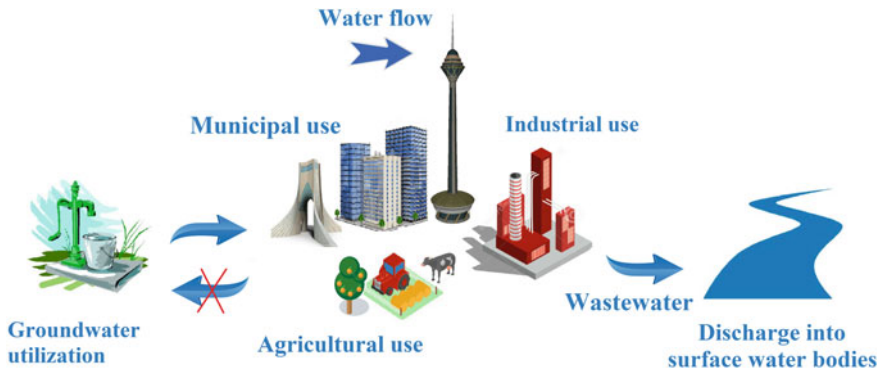 Water flow
Municipal use
Industrial use
Groundwater
utilization
Agricultural use
Wastewater
Discharge into
surface water bodies